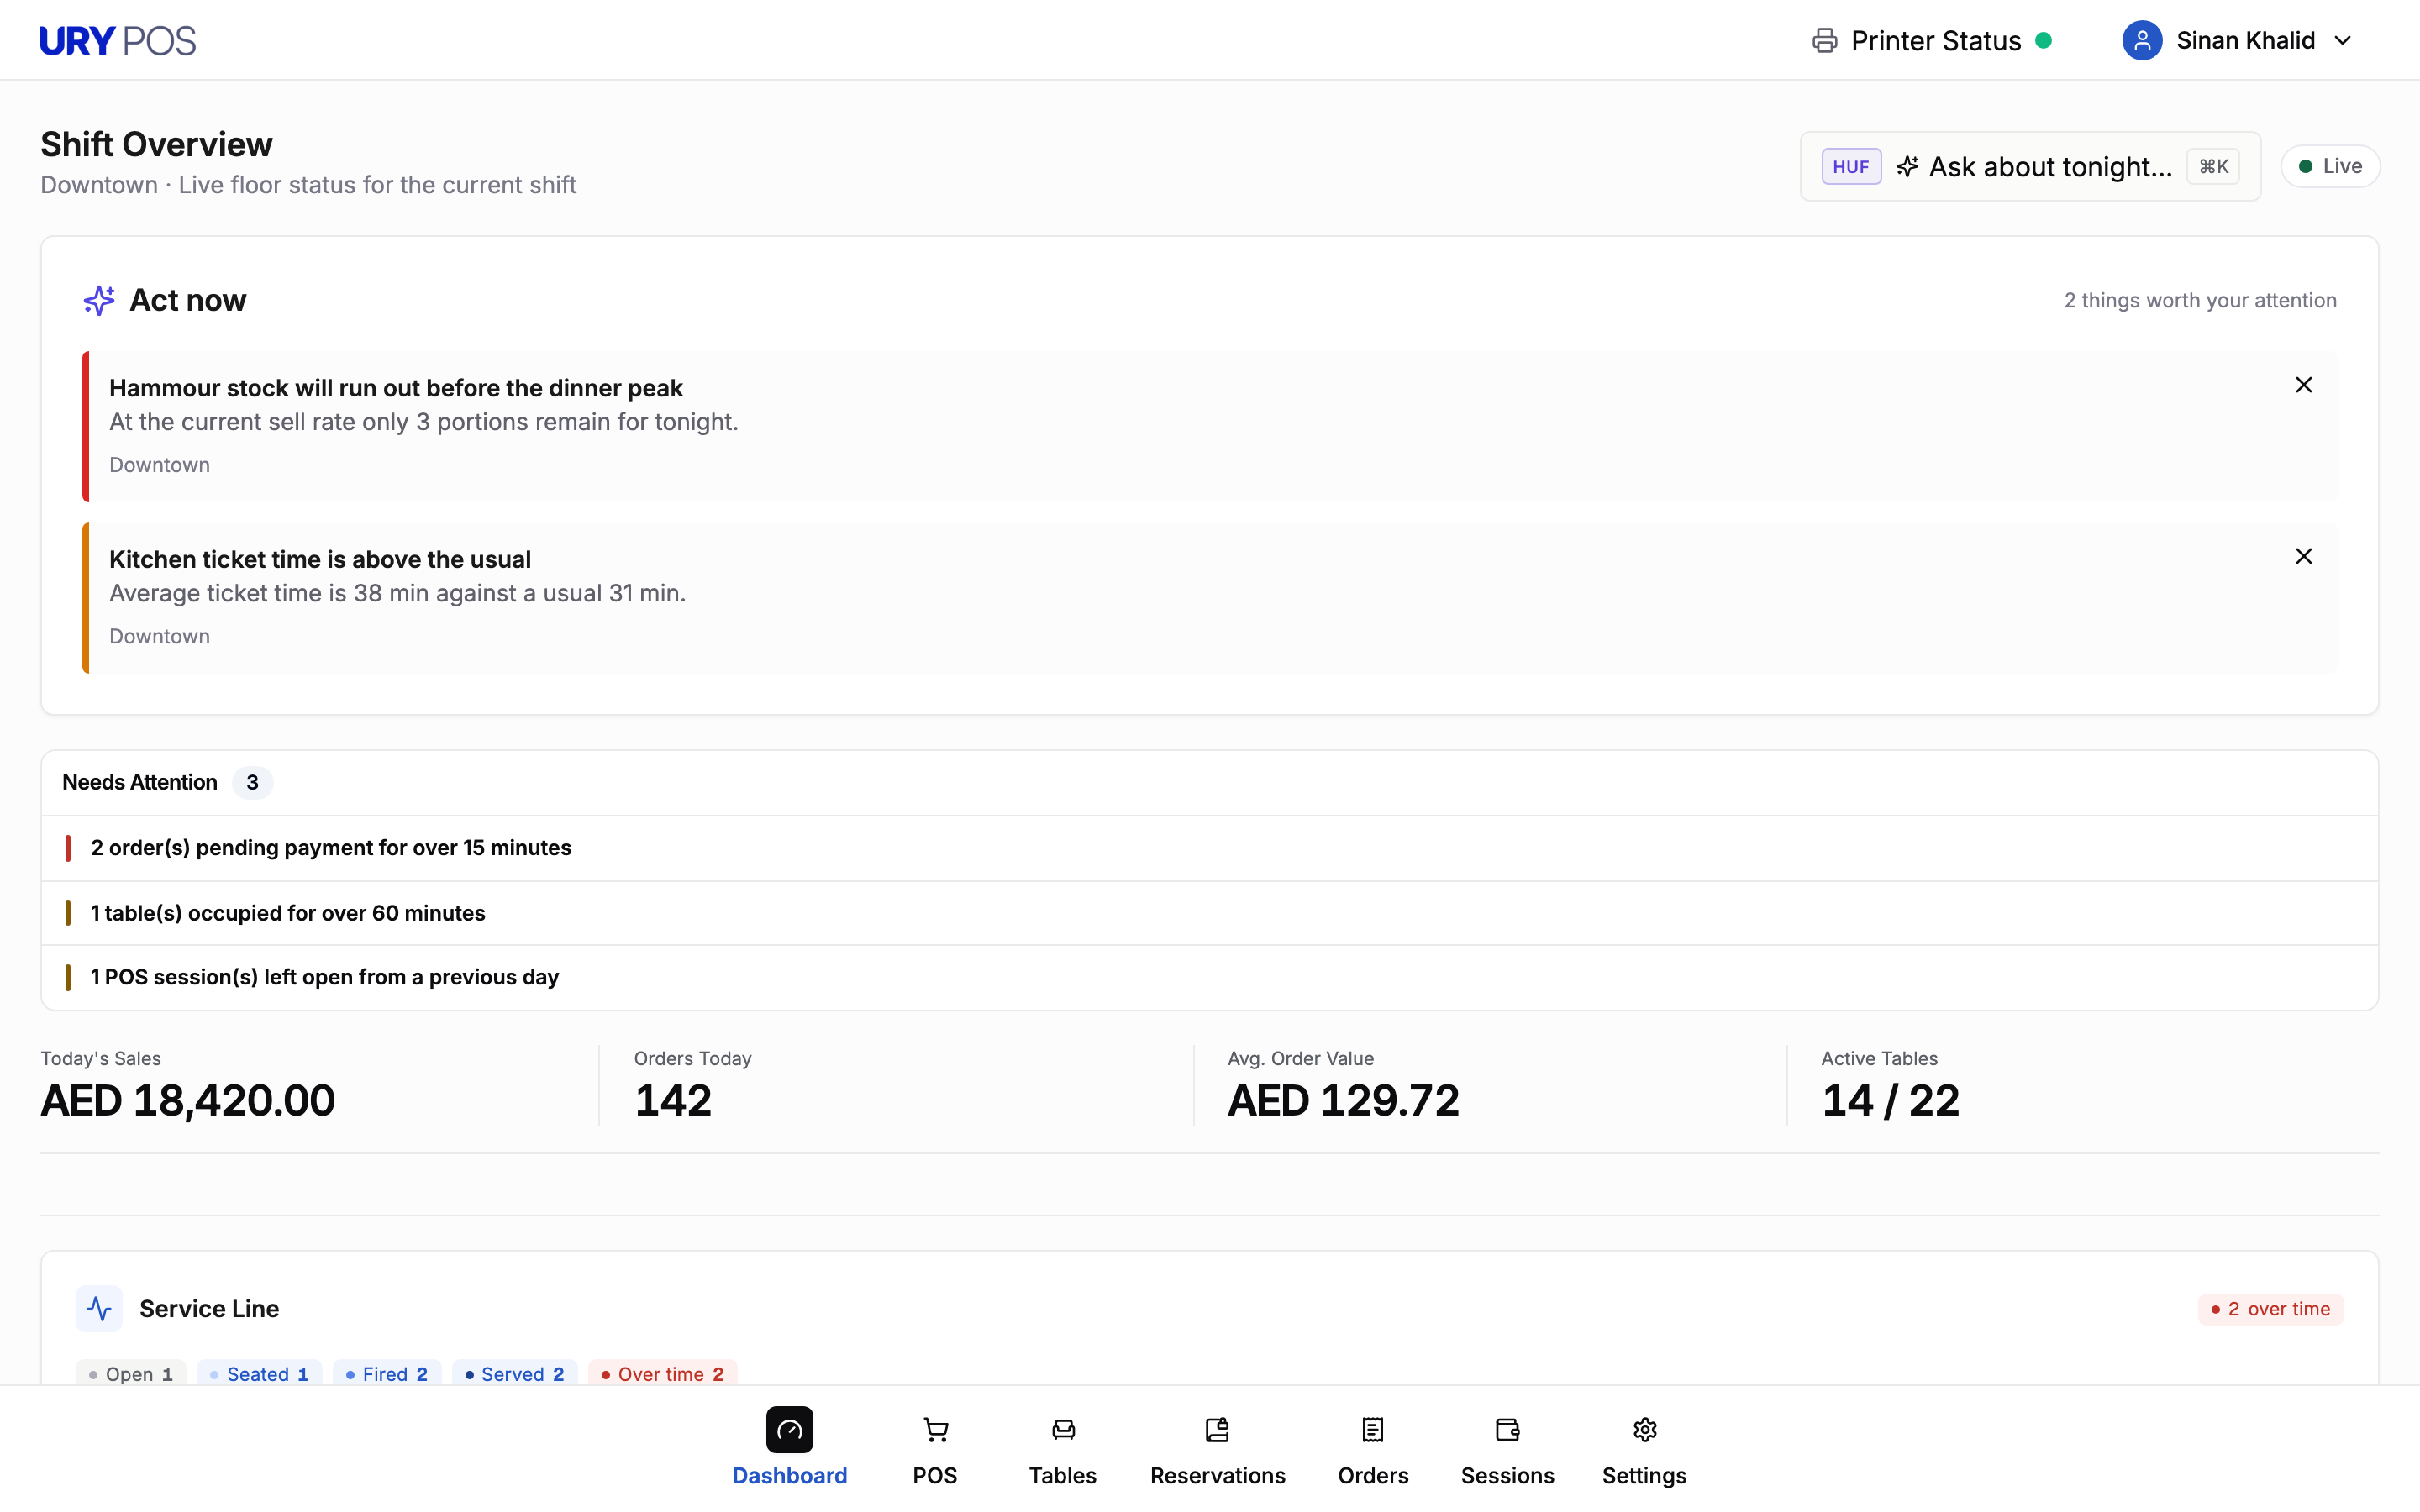 URY POS
Printer Status
Sinan Khalid
Shift Overview
Downtown · Live floor status for the current shift
HUF Ask about tonight... ⌘K
Live
Act now
2 things worth your attention
Hammour stock will run out before the dinner peak
At the current sell rate only 3 portions remain for tonight.
Downtown
Kitchen ticket time is above the usual
Average ticket time is 38 min against a usual 31 min.
Downtown
Needs Attention 3
2 order(s) pending payment for over 15 minutes
1 table(s) occupied for over 60 minutes
1 POS session(s) left open from a previous day
Today's Sales
AED 18,420.00
Orders Today
142
Avg. Order Value
AED 129.72
Active Tables
14 / 22
Service Line
2 over time
Open 1 Seated 1 Fired 2 Served 2 Over time 2
Dashboard
POS
Tables
Reservations
Orders
Sessions
Settings